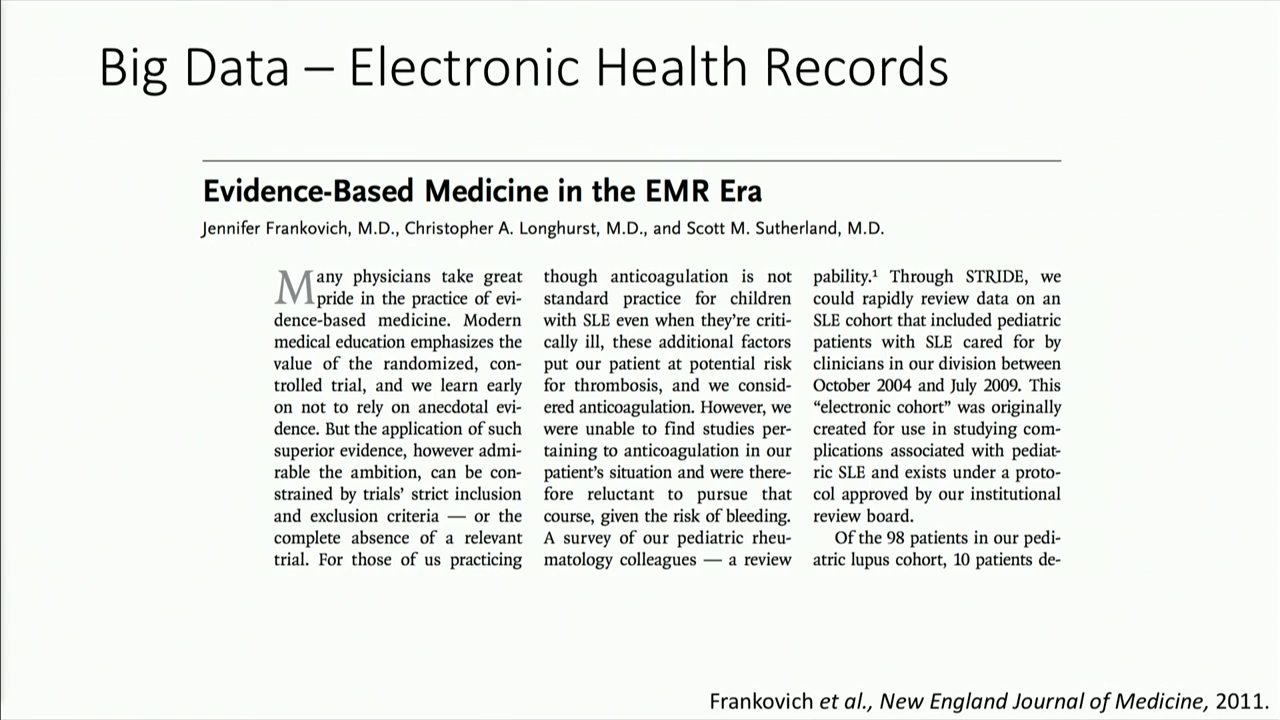 Big Data – Electronic Health Records
Evidence-Based Medicine in the EMR Era
Jennifer Frankovich, M.D., Christopher A. Longhurst, M.D., and Scott M. Sutherland, M.D.
Many physicians take great
pride in the practice of evi-
dence-based medicine. Modern
medical education emphasizes the
value of the randomized, con-
trolled trial, and we learn early
on not to rely on anecdotal evi-
dence. But the application of such
superior evidence, however admi-
rable the ambition, can be con-
strained by trials’ strict inclusion
and exclusion criteria — or the
complete absence of a relevant
trial. For those of us practicing
though anticoagulation is not
standard practice for children
with SLE even when they’re criti-
cally ill, these additional factors
put our patient at potential risk
for thrombosis, and we consid-
ered anticoagulation. However, we
were unable to find studies per-
taining to anticoagulation in our
patient’s situation and were there-
fore reluctant to pursue that
course, given the risk of bleeding.
A survey of our pediatric rheu-
matology colleagues — a review
pability.¹ Through STRIDE, we
could rapidly review data on an
SLE cohort that included pediatric
patients with SLE cared for by
clinicians in our division between
October 2004 and July 2009. This
“electronic cohort” was originally
created for use in studying com-
plications associated with pediat-
ric SLE and exists under a proto-
col approved by our institutional
review board.
Of the 98 patients in our pedi-
atric lupus cohort, 10 patients de-
Frankovich et al., New England Journal of Medicine, 2011.